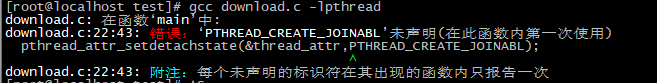 [root@localhost test]# gcc download.c -lpthread
download.c: 在函数‘main’中:
download.c:22:43: 错误：‘PTHREAD_CREATE_JOINABL’未声明(在此函数内第一次使用)
pthread_attr_setdetachstate(&thread_attr,PTHREAD_CREATE_JOINABL);
^
download.c:22:43: 附注：每个未声明的标识符在其出现的函数内只报告一次